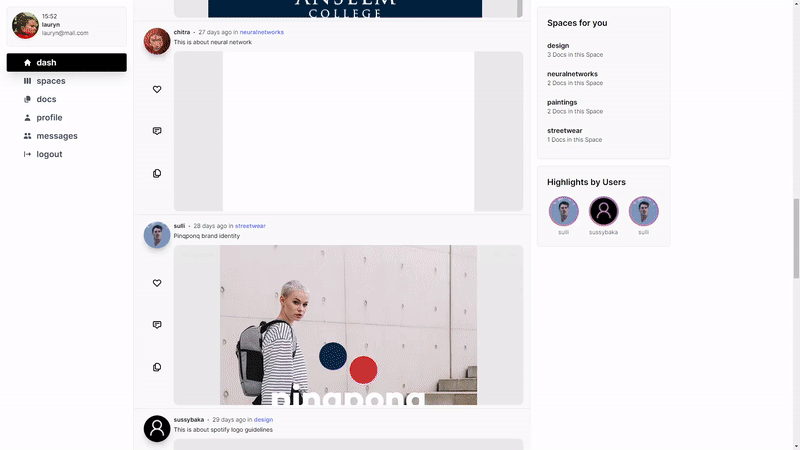 15:52
lauryn
lauryn@mail.com
dash
spaces
docs
profile
messages
logout
ANSELM
COLLEGE
chitra • 27 days ago in neuralnetworks
This is about neural network
sulli • 28 days ago in streetwear
Pinqponq brand identity
pinqponq
sussybaka • 29 days ago in design
This is about spotify logo guidelines
Spaces for you
design
3 Docs in this Space
neuralnetworks
2 Docs in this Space
paintings
2 Docs in this Space
streetwear
1 Docs in this Space
Highlights by Users
sulli
sussybaka
sulli